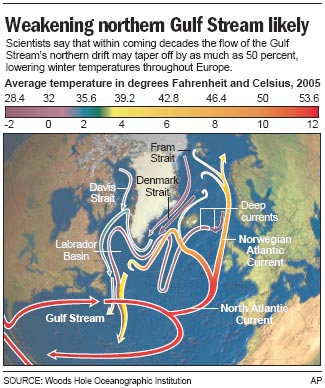 Weakening northern Gulf Stream likely
Scientists say that within coming decades the flow of the Gulf
Stream's northern drift may taper off by as much as 50 percent,
lowering winter temperatures throughout Europe.
Average temperature in degrees Fahrenheit and Celsius, 2005
28.4 32 35.6 39.2 42.8 46.4 50 53.6
-2 0 2 4 6 8 10 12
Fram
Strait
Davis
Strait
Denmark
Strait
Deep
currents
Labrador
Basin
Norwegian
Atlantic
Current
Gulf Stream
North Atlantic
Current
SOURCE: Woods Hole Oceanographic Institution AP